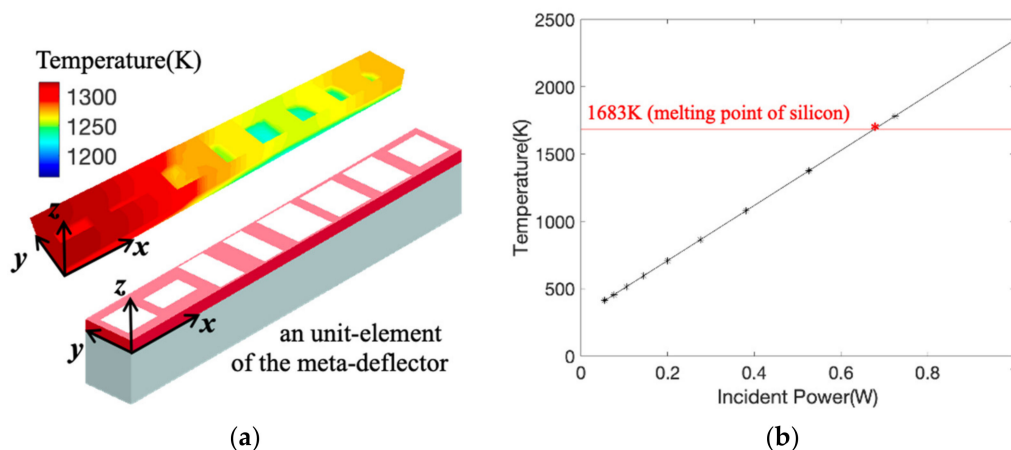 Temperature(K)
1300
1250
1200
z
y
x
z
y
x
an unit-element
of the meta-deflector
(a)
b)
2500
2000
1500
1000
500
0
Temperature(K)
1683K (melting point of silicon)
*
0
0.2
0.4
0.6
0.8
Incident Power(W)
(b)